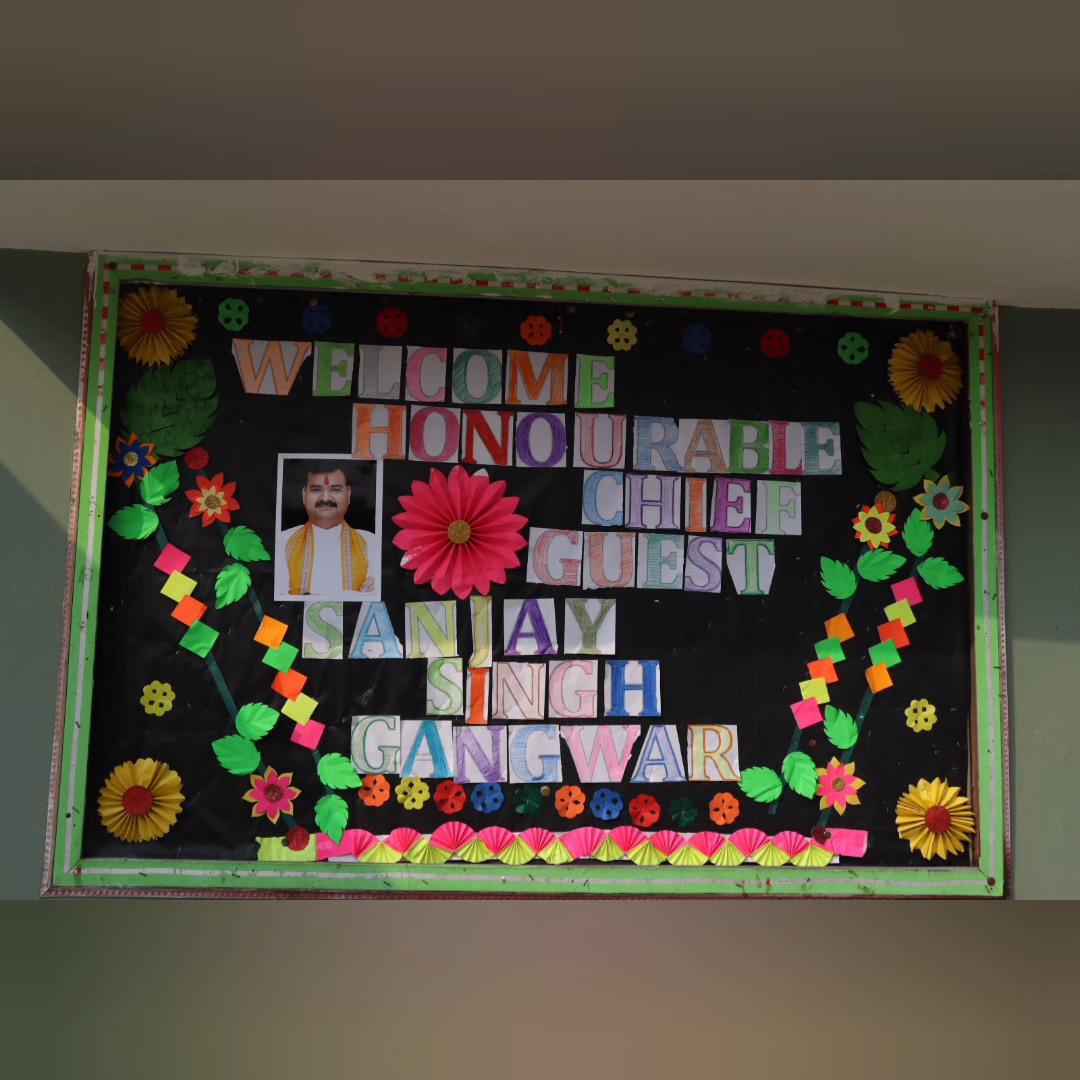 WELCOME
HONOURABLE
CHIEF
GUEST
SANJAY
SINGH
GANGWAR